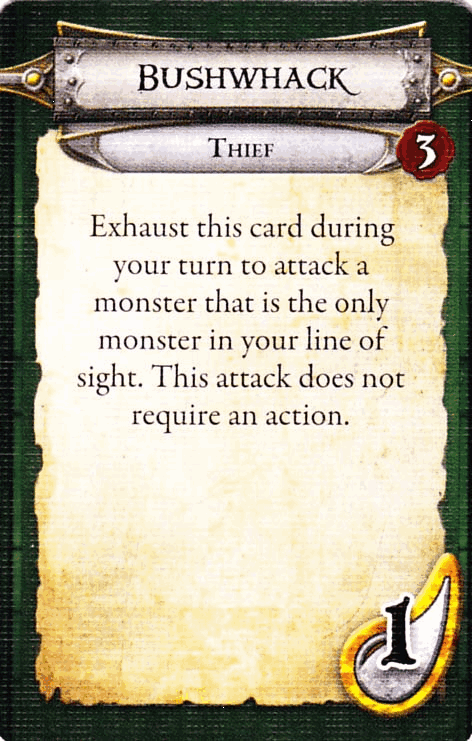 Bushwhack
Thief
3
Exhaust this card during
your turn to attack a
monster that is the only
monster in your line of
sight. This attack does not
require an action.
1